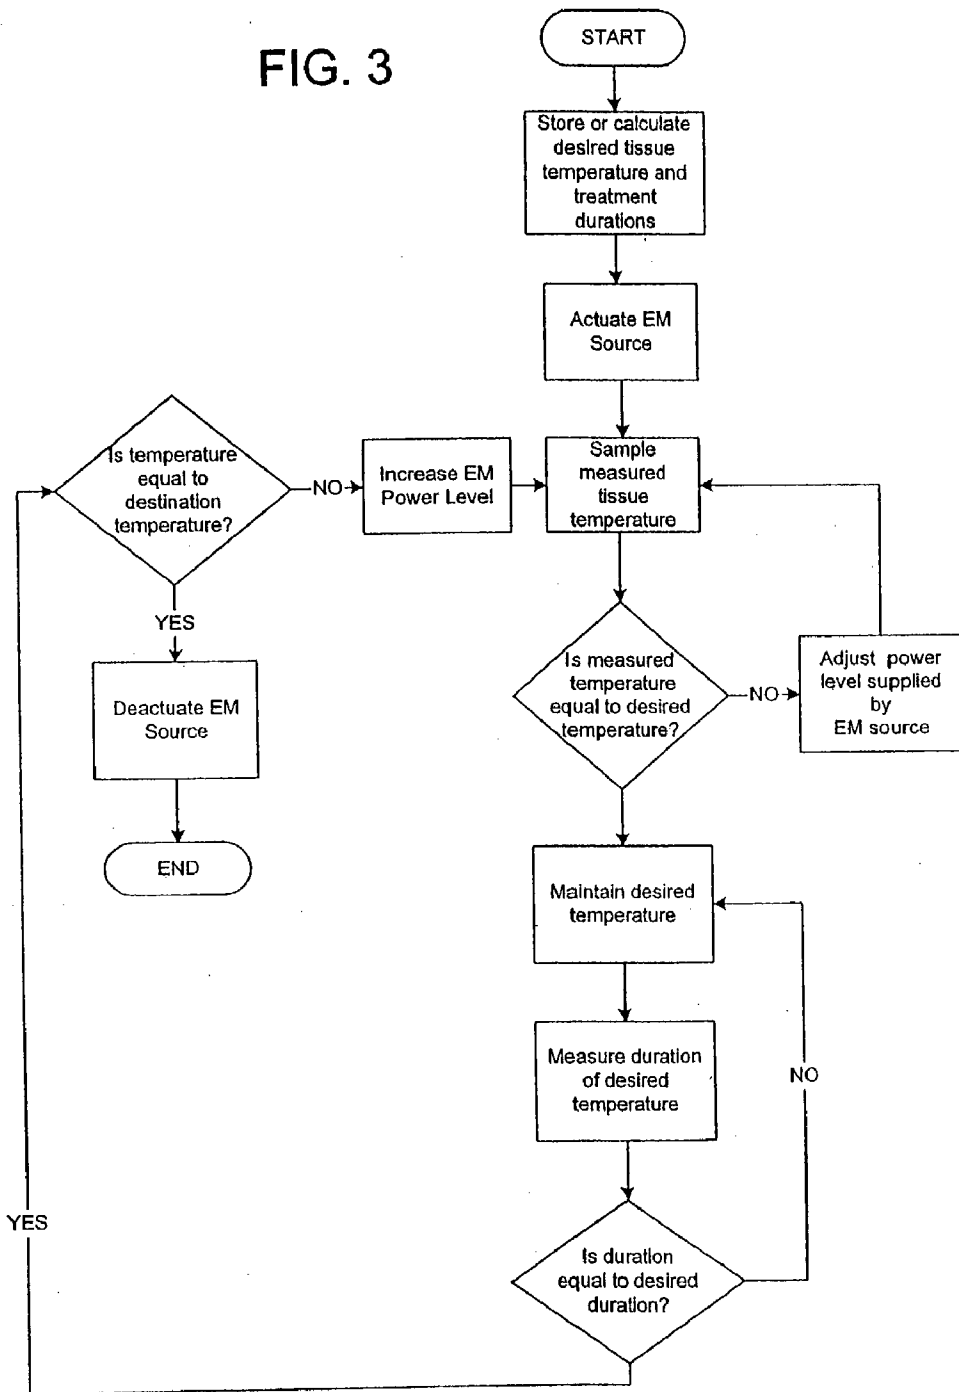 FIG. 3
START
Store or calculate
desired tissue
temperature and
treatment
durations
Actuate EM
Source
Is temperature
equal to
destination
temperature?
NO
Increase EM
Power Level
Sample
measured
tissue
temperature
YES
Deactuate EM
Source
END
Is measured
temperature
equal to desired
temperature?
NO
Adjust power
level supplied
by
EM source
Maintain desired
temperature
Measure duration
of desired
temperature
NO
YES
Is duration
equal to desired
duration?